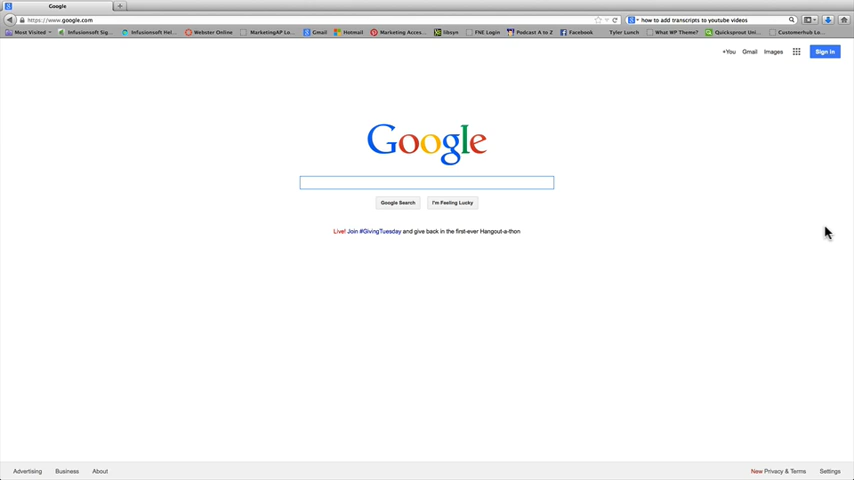 Google
https://www.google.com
how to add transcripts to youtube videos
Most Visited
Infusionsoft Sig...
Infusionsoft Hel...
Webster Online
MarketingAP Lo...
Gmail
Hotmail
Marketing Acces...
libsyn
FNE Login
Podcast A to Z
Facebook
Tyler Lunch
What WP Theme?
Quicksprout Uni...
Customerhub Lo...
+You Gmail Images Sign in
Google
Google Search I'm Feeling Lucky
Live! Join #GivingTuesday and give back in the first-ever Hangout-a-thon
Advertising Business About New Privacy & Terms Settings